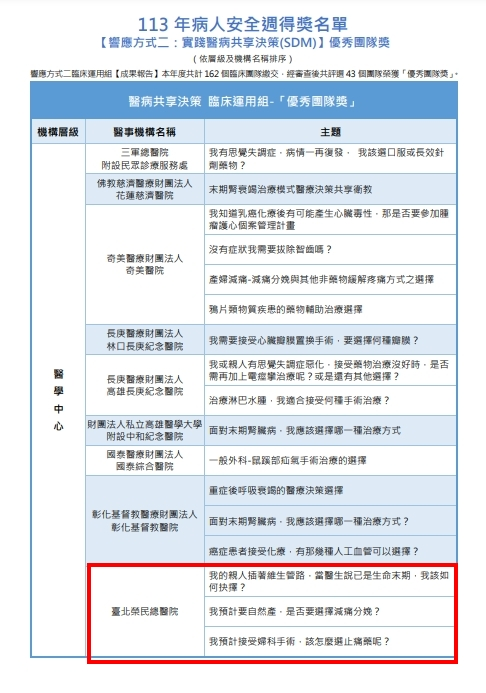 113 年病人安全週得獎名單
【響應方式二：實踐醫病共享決策(SDM)】優秀團隊獎
（依層級及機構名稱排序）
響應方式二臨床運用組【成果報告】本年度共計 162 個臨床團隊繳交，經審查後共評選 43 個團隊榮獲「優秀團隊獎」。
醫病共享決策 臨床運用組-「優秀團隊獎」
機構層級 醫事機構名稱 主題
醫學中心
三軍總醫院
附設民眾診療服務處
我有思覺失調症，病情一再復發， 我該選口服或長效針
劑藥物？
佛教慈濟醫療財團法人
花蓮慈濟醫院
末期腎衰竭治療模式醫療決策共享衛教
奇美醫療財團法人
奇美醫院
我知道乳癌化療後有可能產生心臟毒性，那是否要參加腫
瘤護心個案管理計畫
沒有症狀我需要拔除智齒嗎？
產婦減痛-減痛分娩與其他非藥物緩解疼痛方式之選擇
鴉片類物質疾患的藥物輔助治療選擇
長庚醫療財團法人
林口長庚紀念醫院
我需要接受心臟瓣膜置換手術，要選擇何種瓣膜？
長庚醫療財團法人
高雄長庚紀念醫院
我或親人有思覺失調症惡化，接受藥物治療沒好時，是否
需再加上電痙攣治療呢？或是還有其他選擇？
治療淋巴水腫，我適合接受何種手術治療？
財團法人私立高雄醫學大學
附設中和紀念醫院
面對末期腎臟病，我應該選擇哪一種治療方式
國泰醫療財團法人
國泰綜合醫院
一般外科-鼠蹊部疝氣手術治療的選擇
彰化基督教醫療財團法人
彰化基督教醫院
重症後呼吸衰竭的醫療決策選擇
面對末期腎臟病，我應該選擇哪一種治療方式？
癌症患者接受化療，有那幾種人工血管可以選擇？
臺北榮民總醫院
我的親人插著維生管路，當醫生說已是生命末期，我該如
何抉擇？
我預計要自然產，是否要選擇減痛分娩？
我預計接受婦科手術，該怎麼選止痛藥呢？